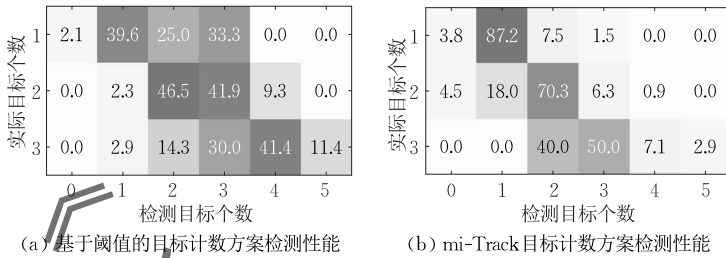 实际目标个数
1 2.1 39.6 25.0 33.3 0.0 0.0
2 0.0 2.3 46.5 41.9 9.3 0.0
3 0.0 2.9 14.3 30.0 41.4 11.4
0 1 2 3 4 5
检测目标个数
(a) 基于阈值的目标计数方案检测性能
实际目标个数
1 3.8 87.2 7.5 1.5 0.0 0.0
2 4.5 18.0 70.3 6.3 0.9 0.0
3 0.0 0.0 40.0 50.0 7.1 2.9
0 1 2 3 4 5
检测目标个数
(b) mi-Track目标计数方案检测性能